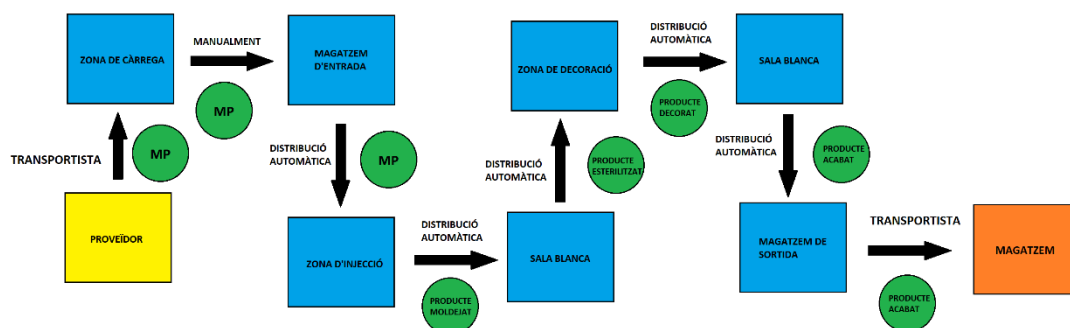 ZONA DE CÀRREGA
MANUALMENT
MAGATZEM
D'ENTRADA
MP
MP
TRANSPORTISTA
PROVEÏDOR
DISTRIBUCIÓ
AUTOMÀTICA
MP
ZONA D'INJECCIÓ
DISTRIBUCIÓ
AUTOMÀTICA
PRODUCTE
MOLDEJAT
SALA BLANCA
DISTRIBUCIÓ
AUTOMÀTICA
PRODUCTE
ESTERILITZAT
ZONA DE DECORACIÓ
DISTRIBUCIÓ
AUTOMÀTICA
PRODUCTE
DECORAT
SALA BLANCA
DISTRIBUCIÓ
AUTOMÀTICA
PRODUCTE
ACABAT
MAGATZEM DE
SORTIDA
TRANSPORTISTA
PRODUCTE
ACABAT
MAGATZEM